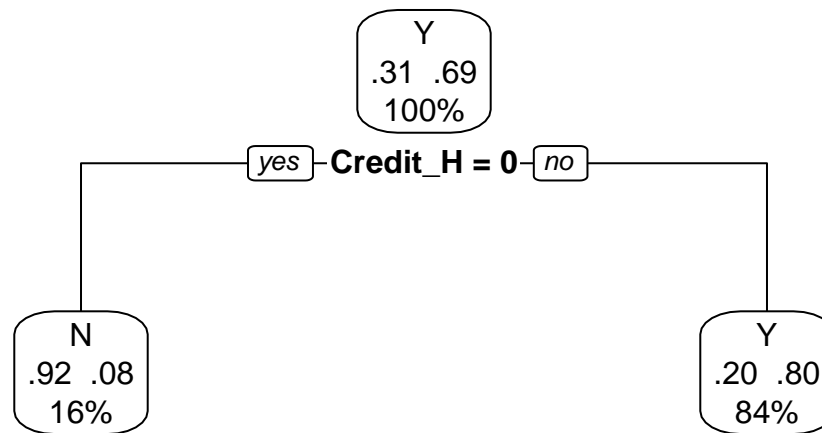 Y
.31 .69
100%
yes Credit_H = 0 no
N
.92 .08
16%
Y
.20 .80
84%